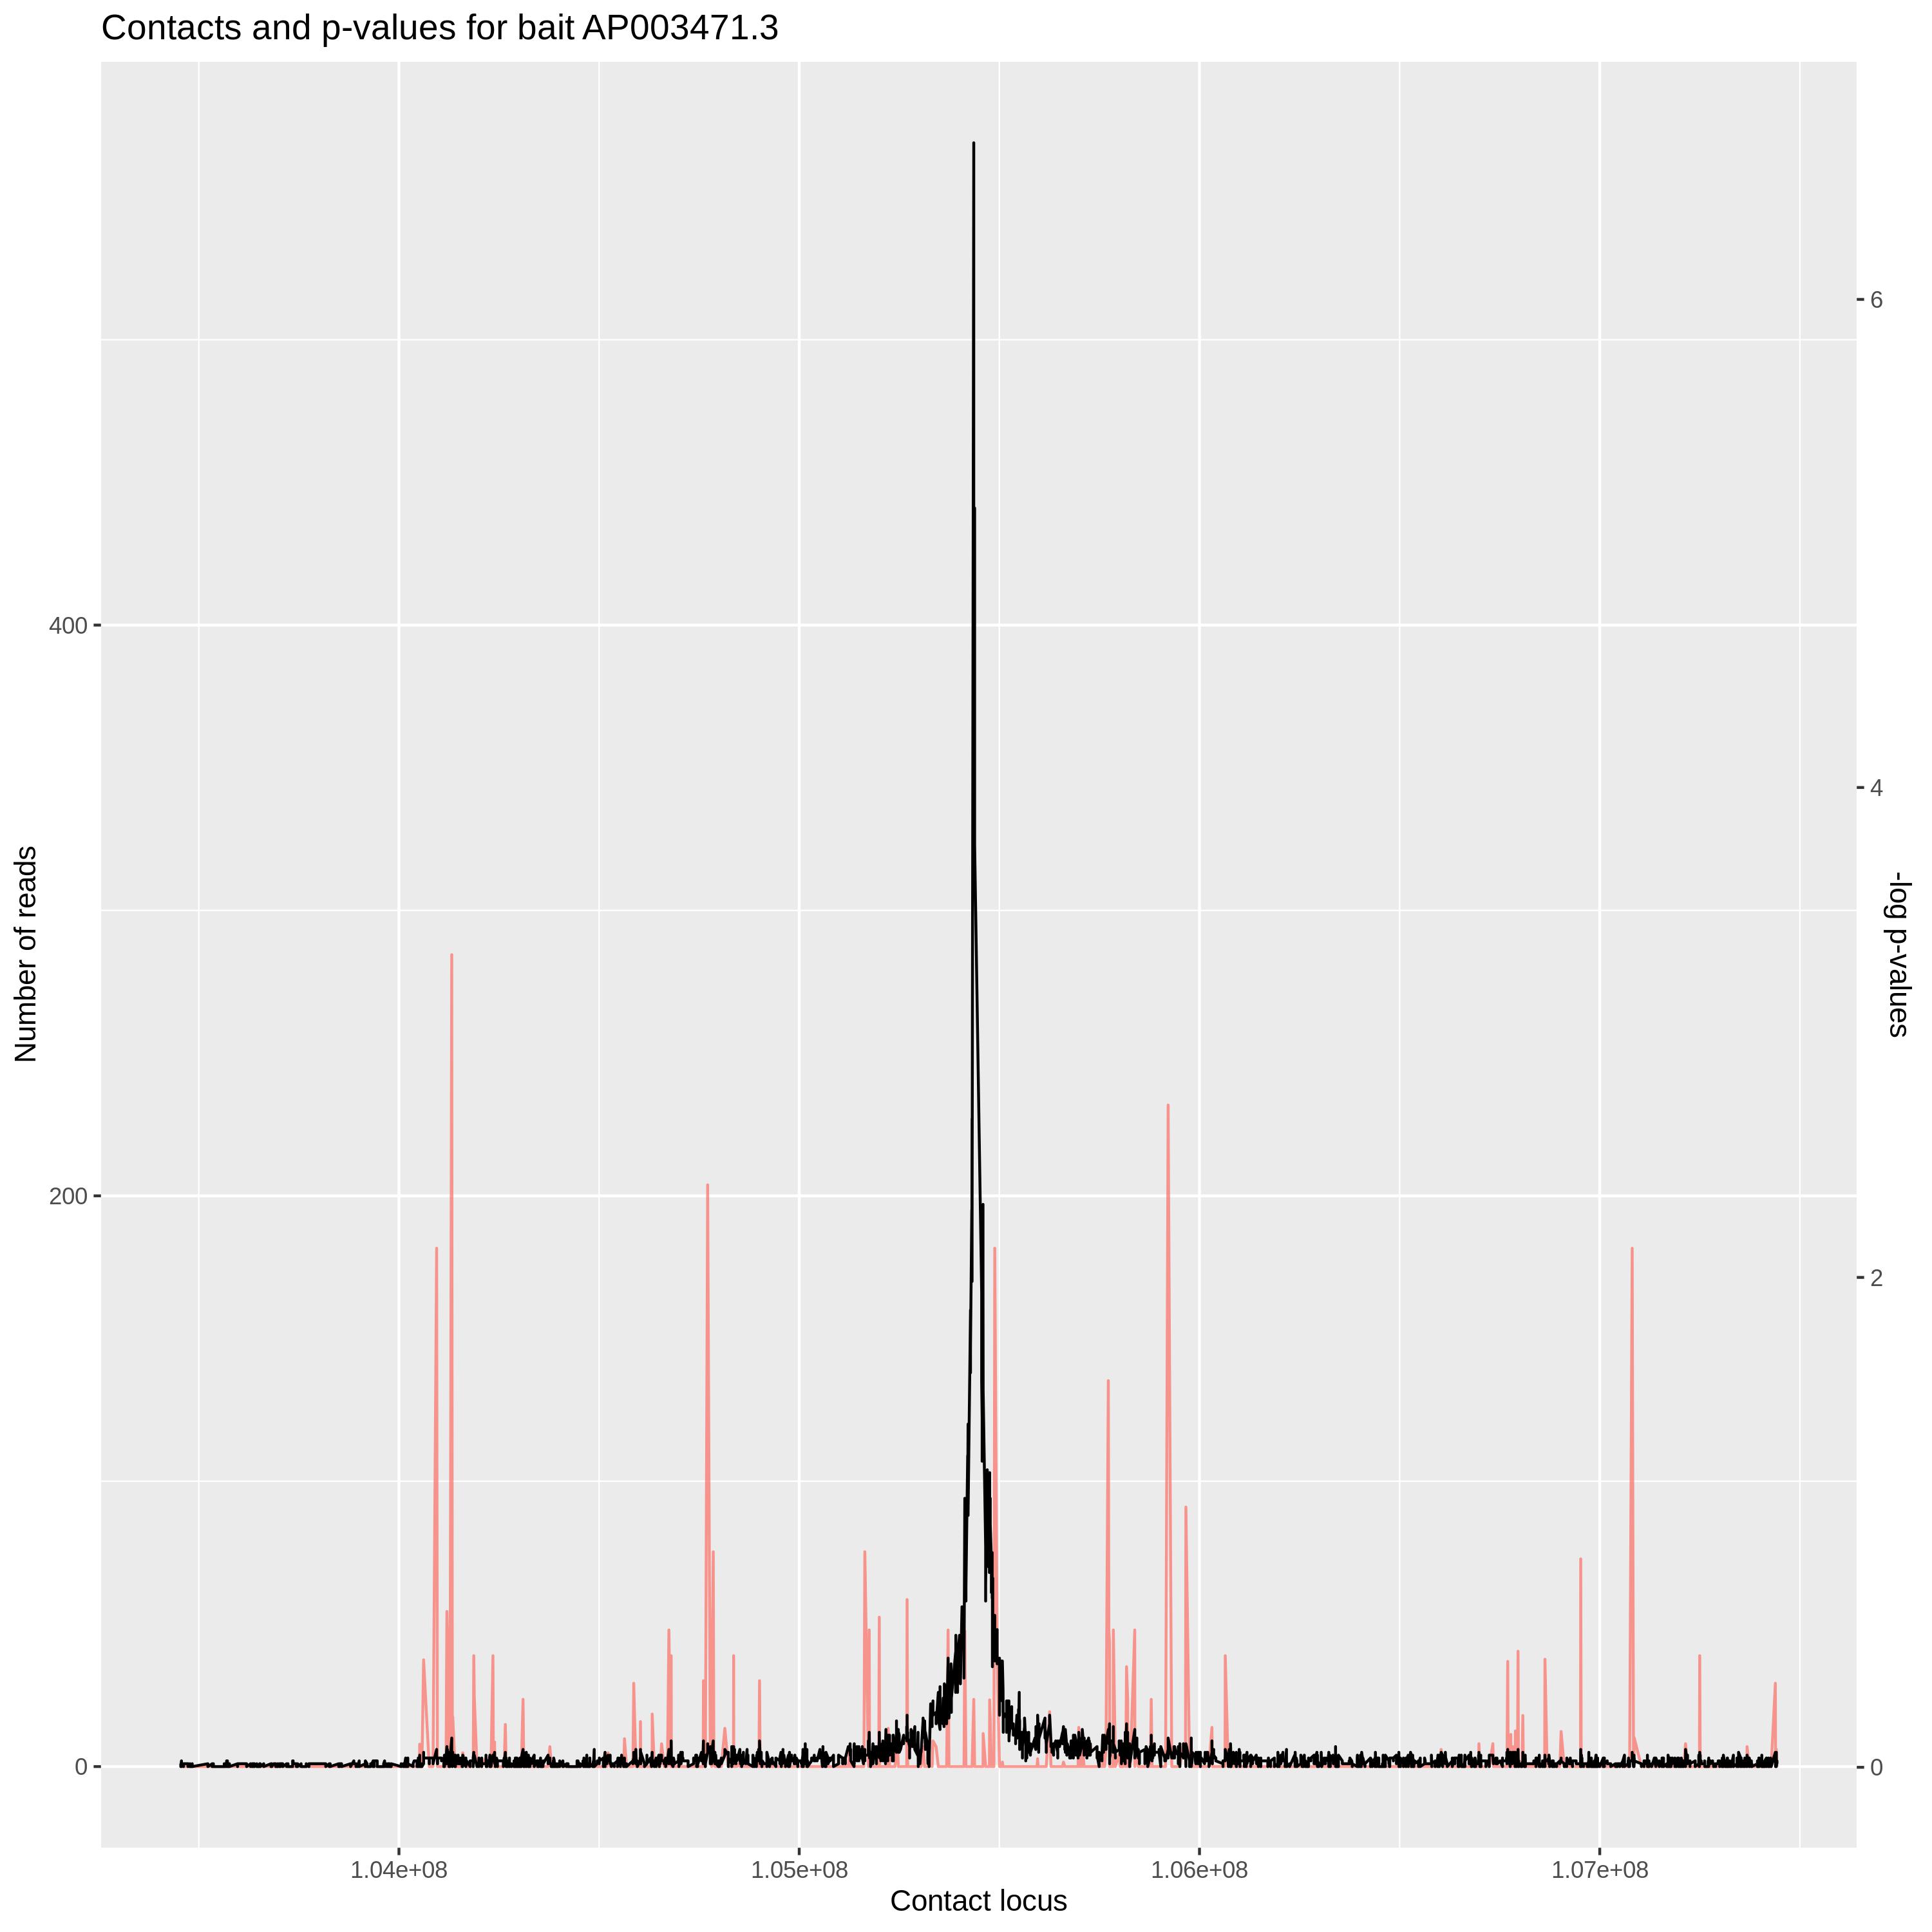 Contacts and p-values for bait AP003471.3
Number of reads
400
200
0
6
4
2
0
-log p-values
1.04e+08 1.05e+08 1.06e+08 1.07e+08
Contact locus